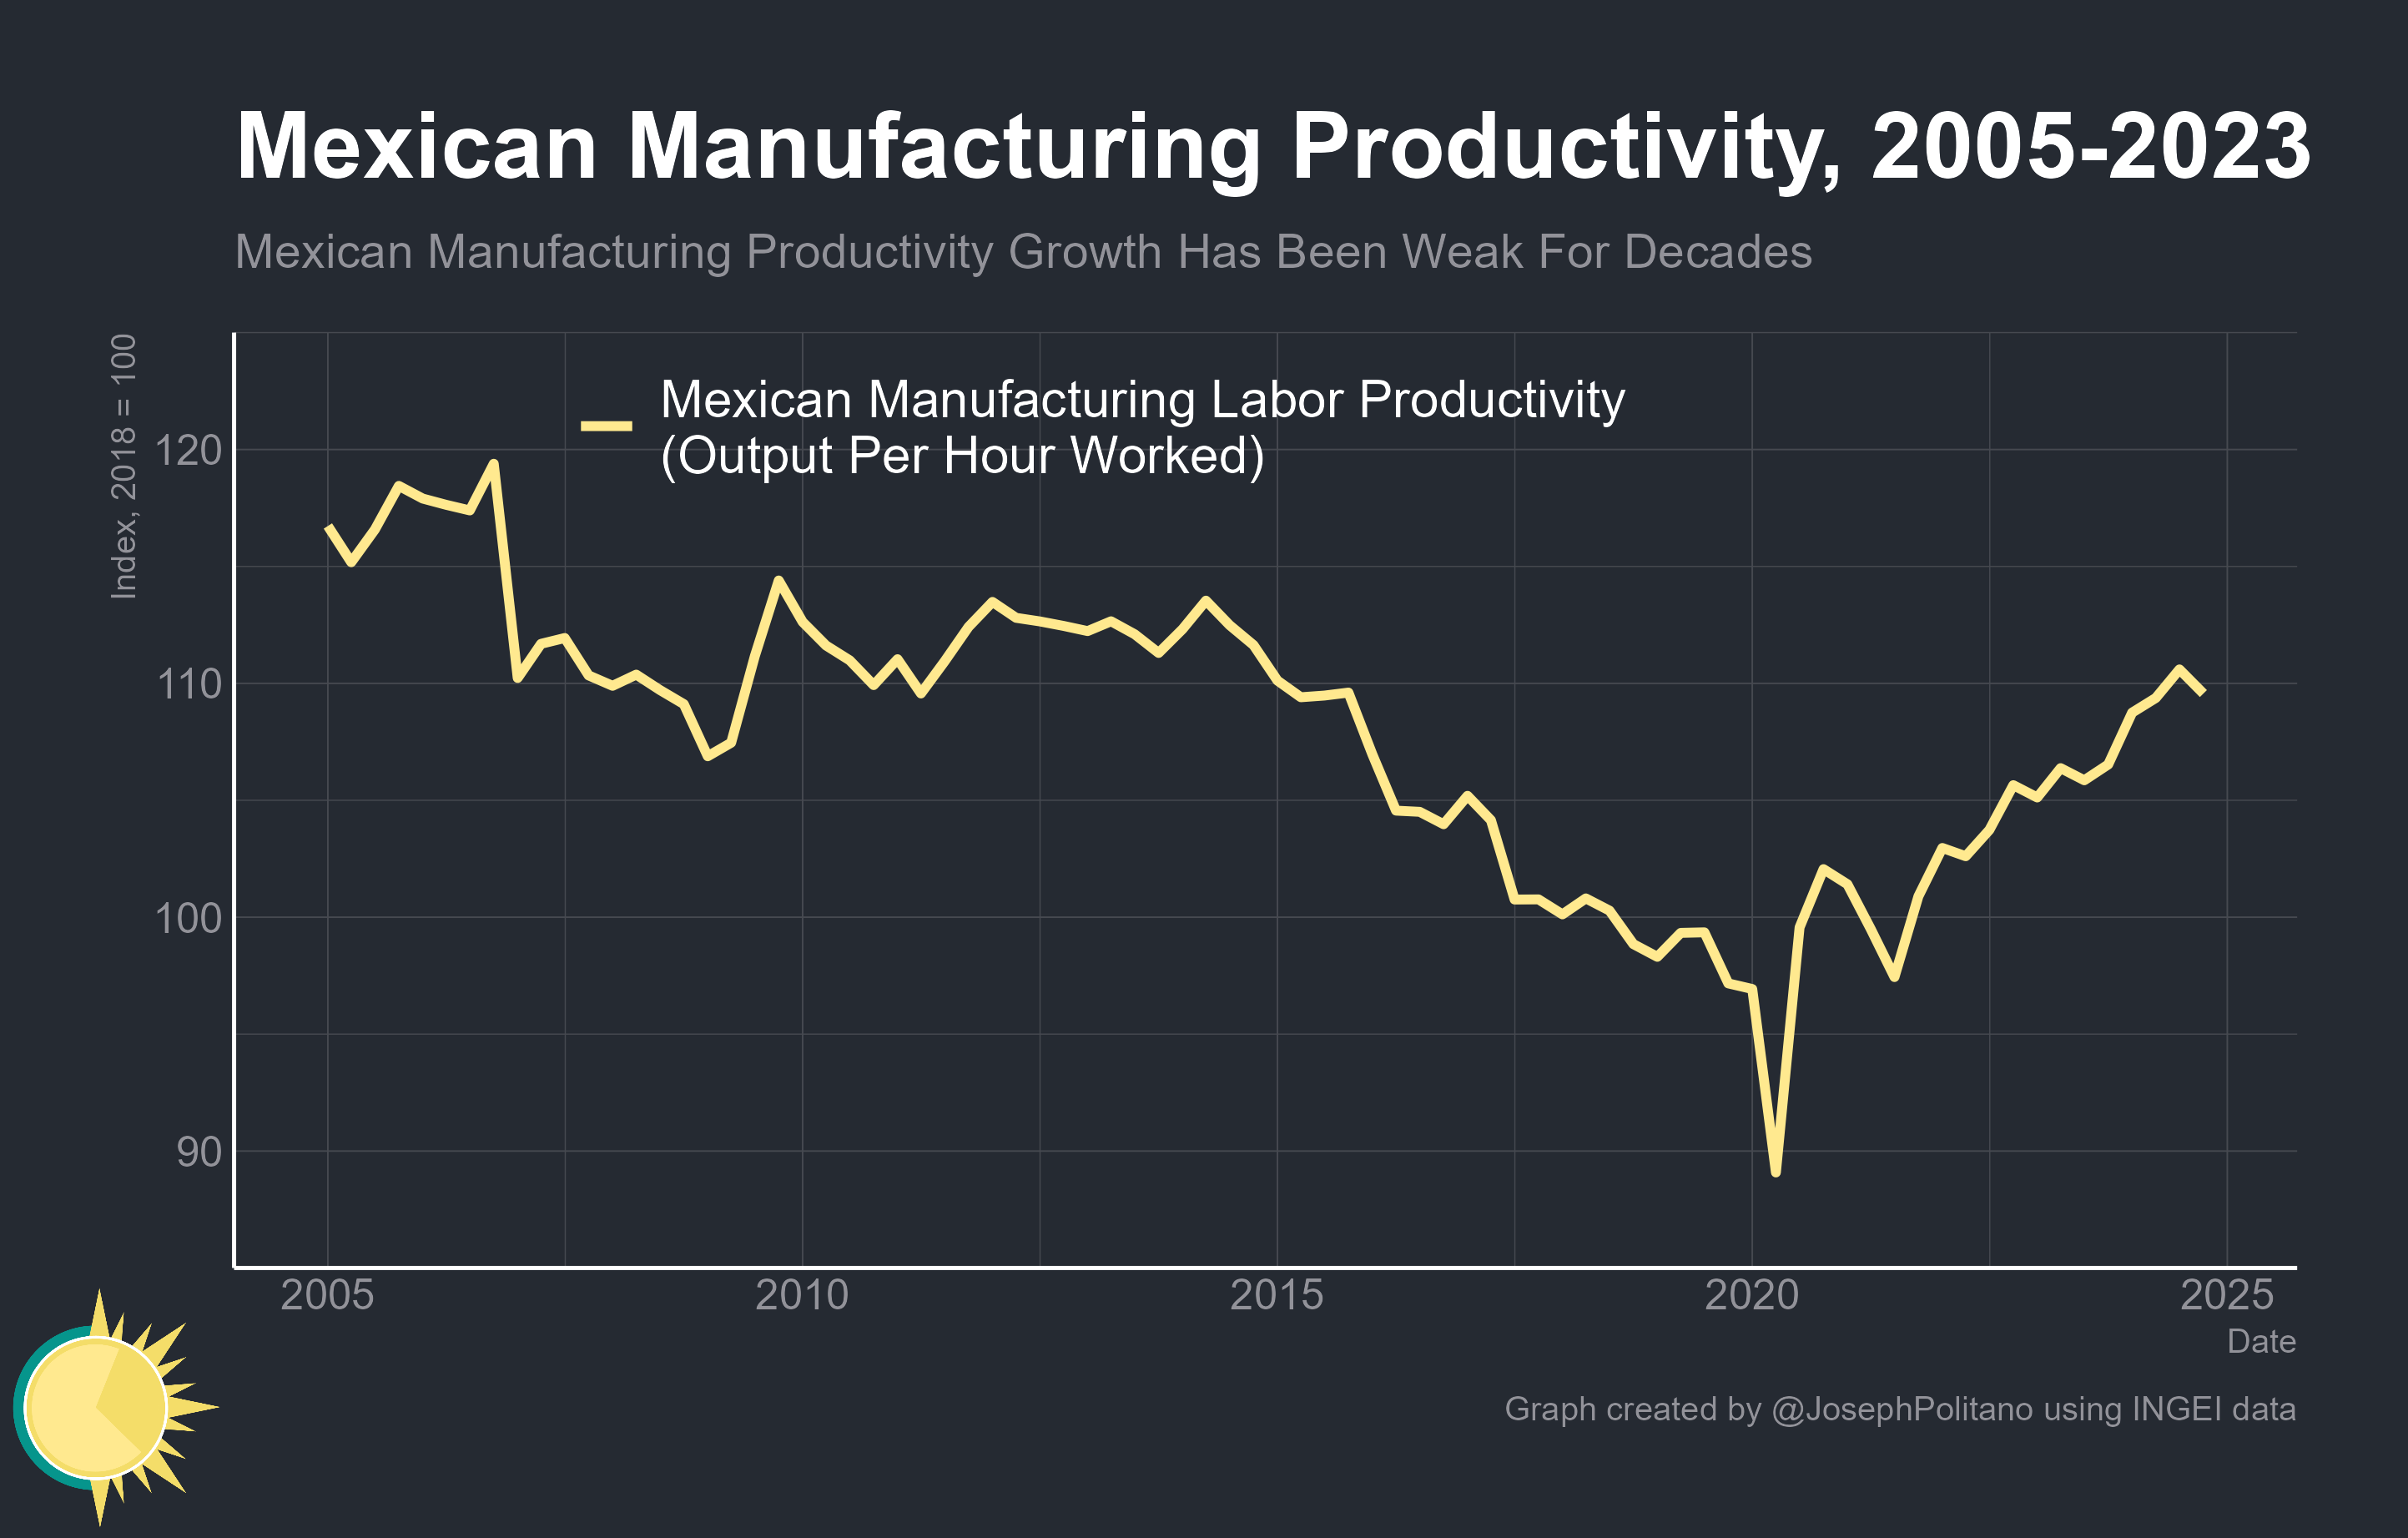 Mexican Manufacturing Productivity, 2005-2023
Mexican Manufacturing Productivity Growth Has Been Weak For Decades
Index, 2018 = 100
Mexican Manufacturing Labor Productivity
(Output Per Hour Worked)
120
110
100
90
2005 2010 2015 2020 2025
Date
Graph created by @JosephPolitano using INGEI data